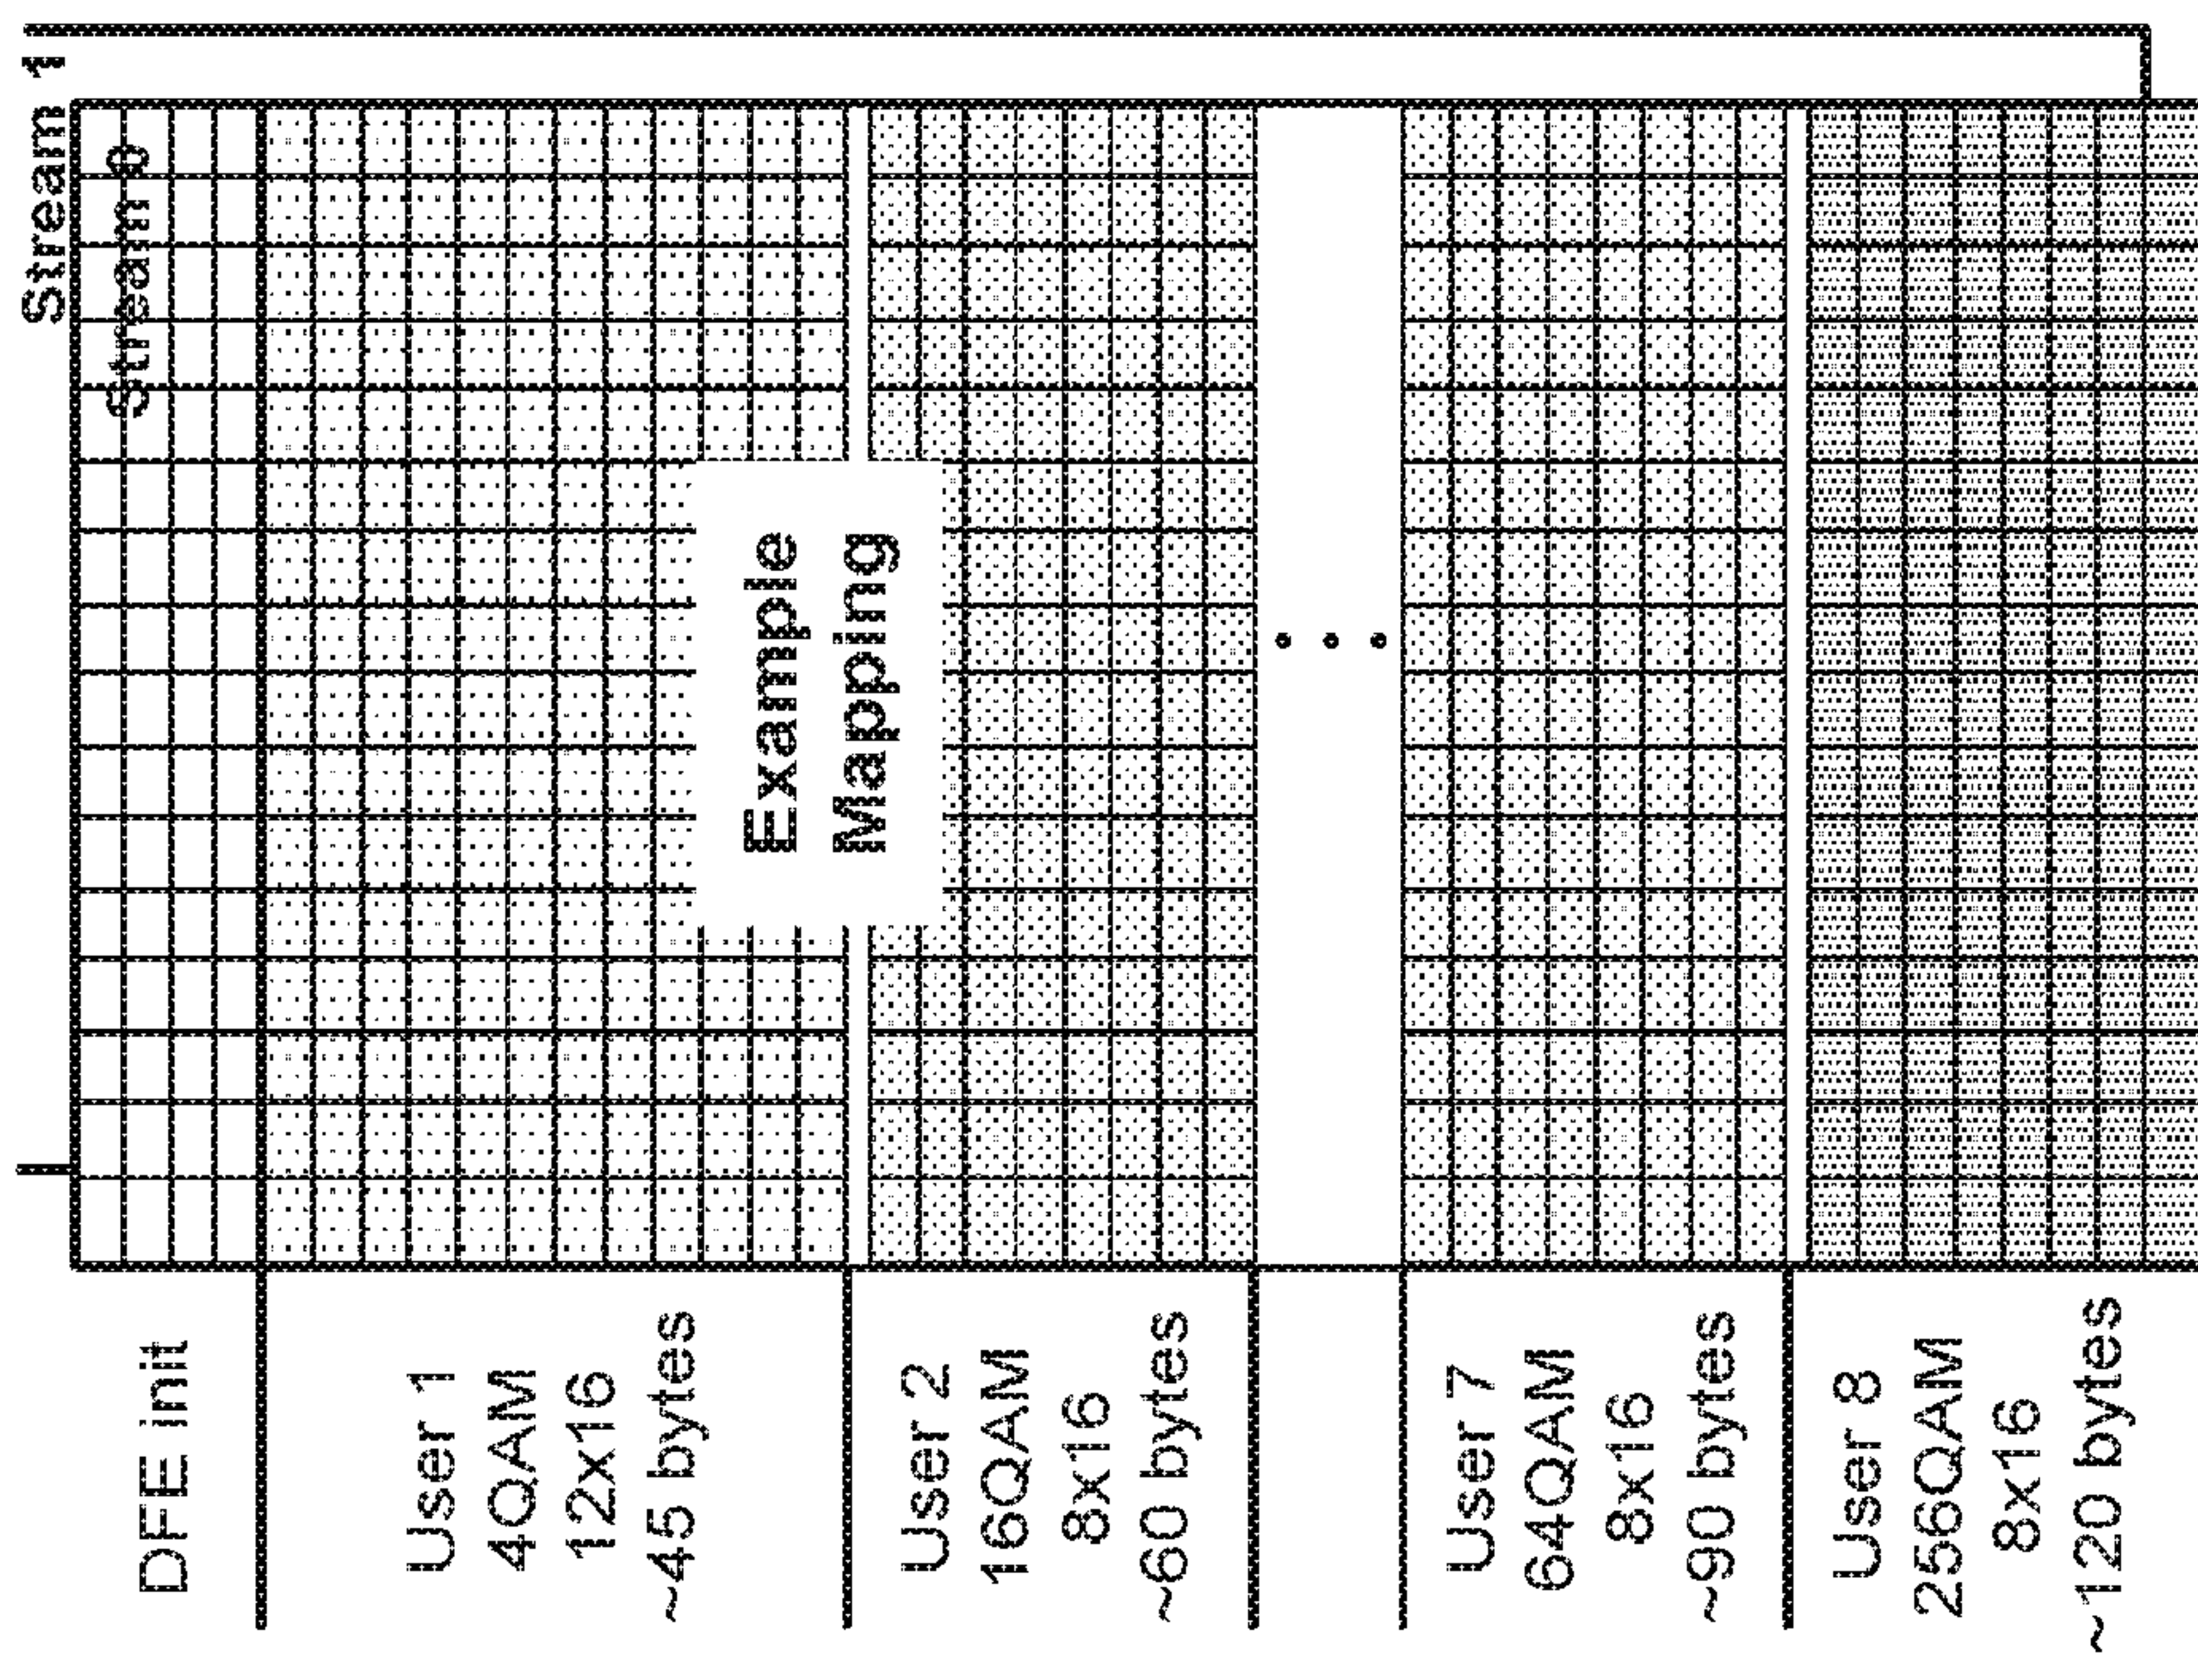 Stream 1
Stream 0
DFE init
User 1
4QAM
12x16
~45 bytes
Example
Mapping
User 2
16QAM
8x16
~60 bytes
User 7
64QAM
8x16
~90 bytes
User 8
256QAM
8x16
~120 bytes